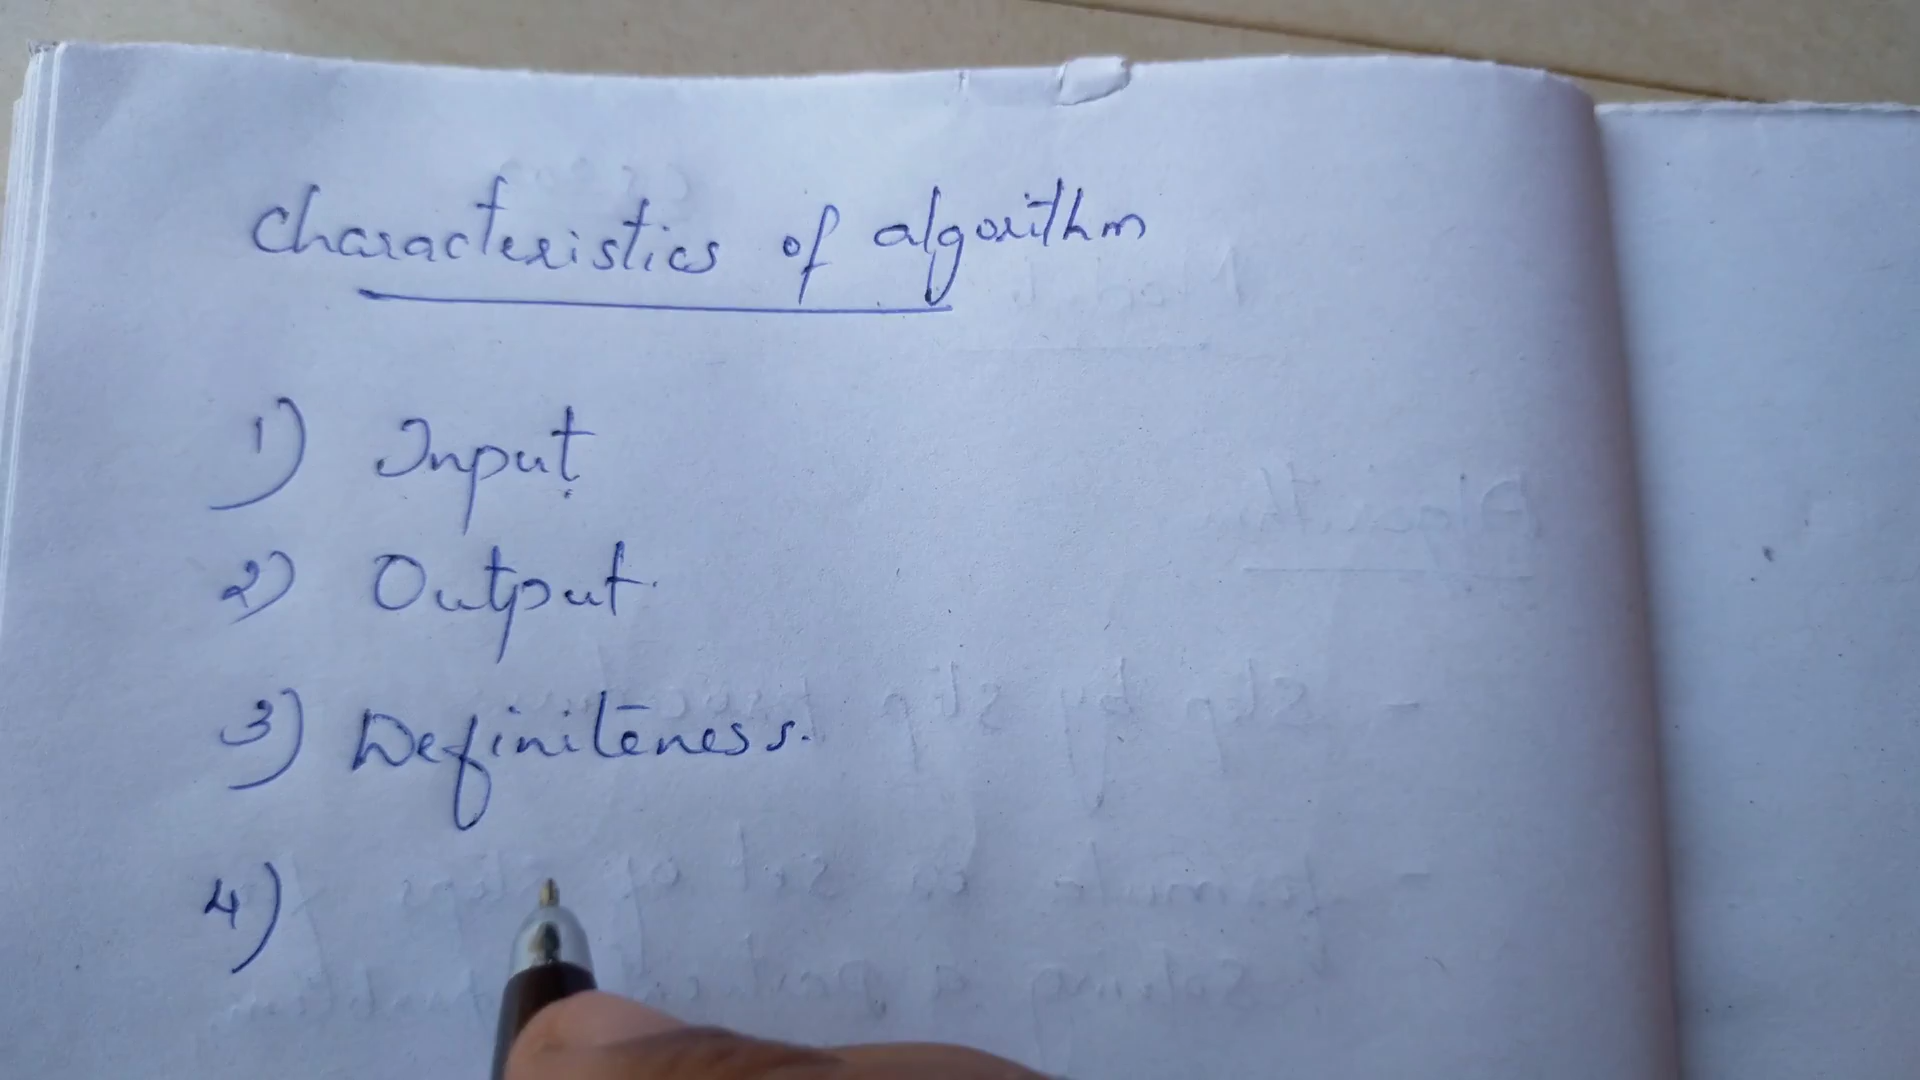 Characteristics of algorithm
1) Input
2) Output
3) Definiteness.
4)